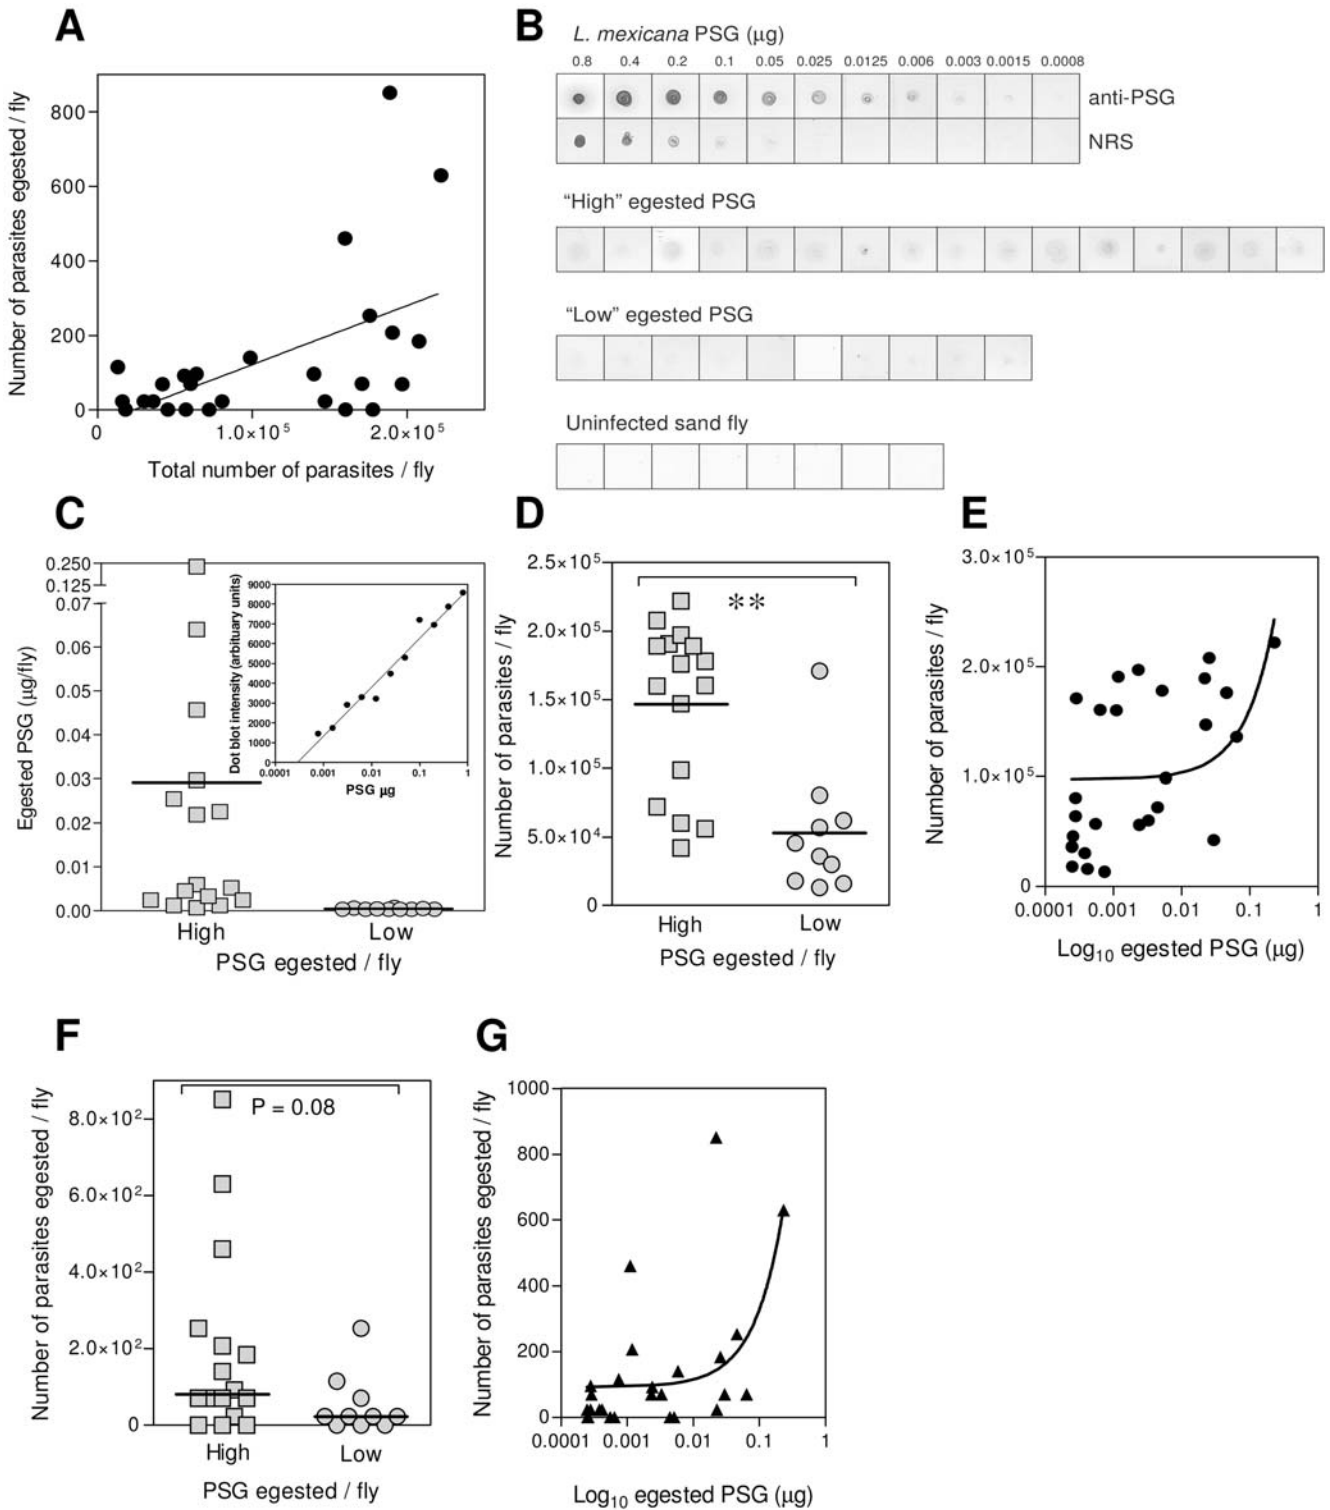 A
Number of parasites egested / fly
800
600
400
200
0
0
1.0×10⁵
2.0×10⁵
Total number of parasites / fly
B
L. mexicana PSG (µg)
0.8 0.4 0.2 0.1 0.05 0.025 0.0125 0.006 0.003 0.0015 0.0008
anti-PSG
NRS
“High” egested PSG
“Low” egested PSG
Uninfected sand fly
C
Egested PSG (µg/fly)
0.250
0.125
0.07
0.06
0.05
0.04
0.03
0.02
0.01
0.00
High Low
PSG egested / fly
Dot blot intensity (arbituary units)
9000
8000
7000
6000
5000
4000
3000
2000
1000
0
0.0001 0.001 0.01 0.1 1
PSG µg
D
Number of parasites / fly
2.5×10⁵
2.0×10⁵
1.5×10⁵
1.0×10⁵
5.0×10⁴
0
**
High Low
PSG egested / fly
E
Number of parasites / fly
3.0×10⁵
2.0×10⁵
1.0×10⁵
0
0.0001 0.001 0.01 0.1 1
Log₁₀ egested PSG (µg)
F
Number of parasites egested / fly
8.0×10²
6.0×10²
4.0×10²
2.0×10²
0
P = 0.08
High Low
PSG egested / fly
G
Number of parasites egested / fly
1000
800
600
400
200
0
0.0001 0.001 0.01 0.1 1
Log₁₀ egested PSG (µg)